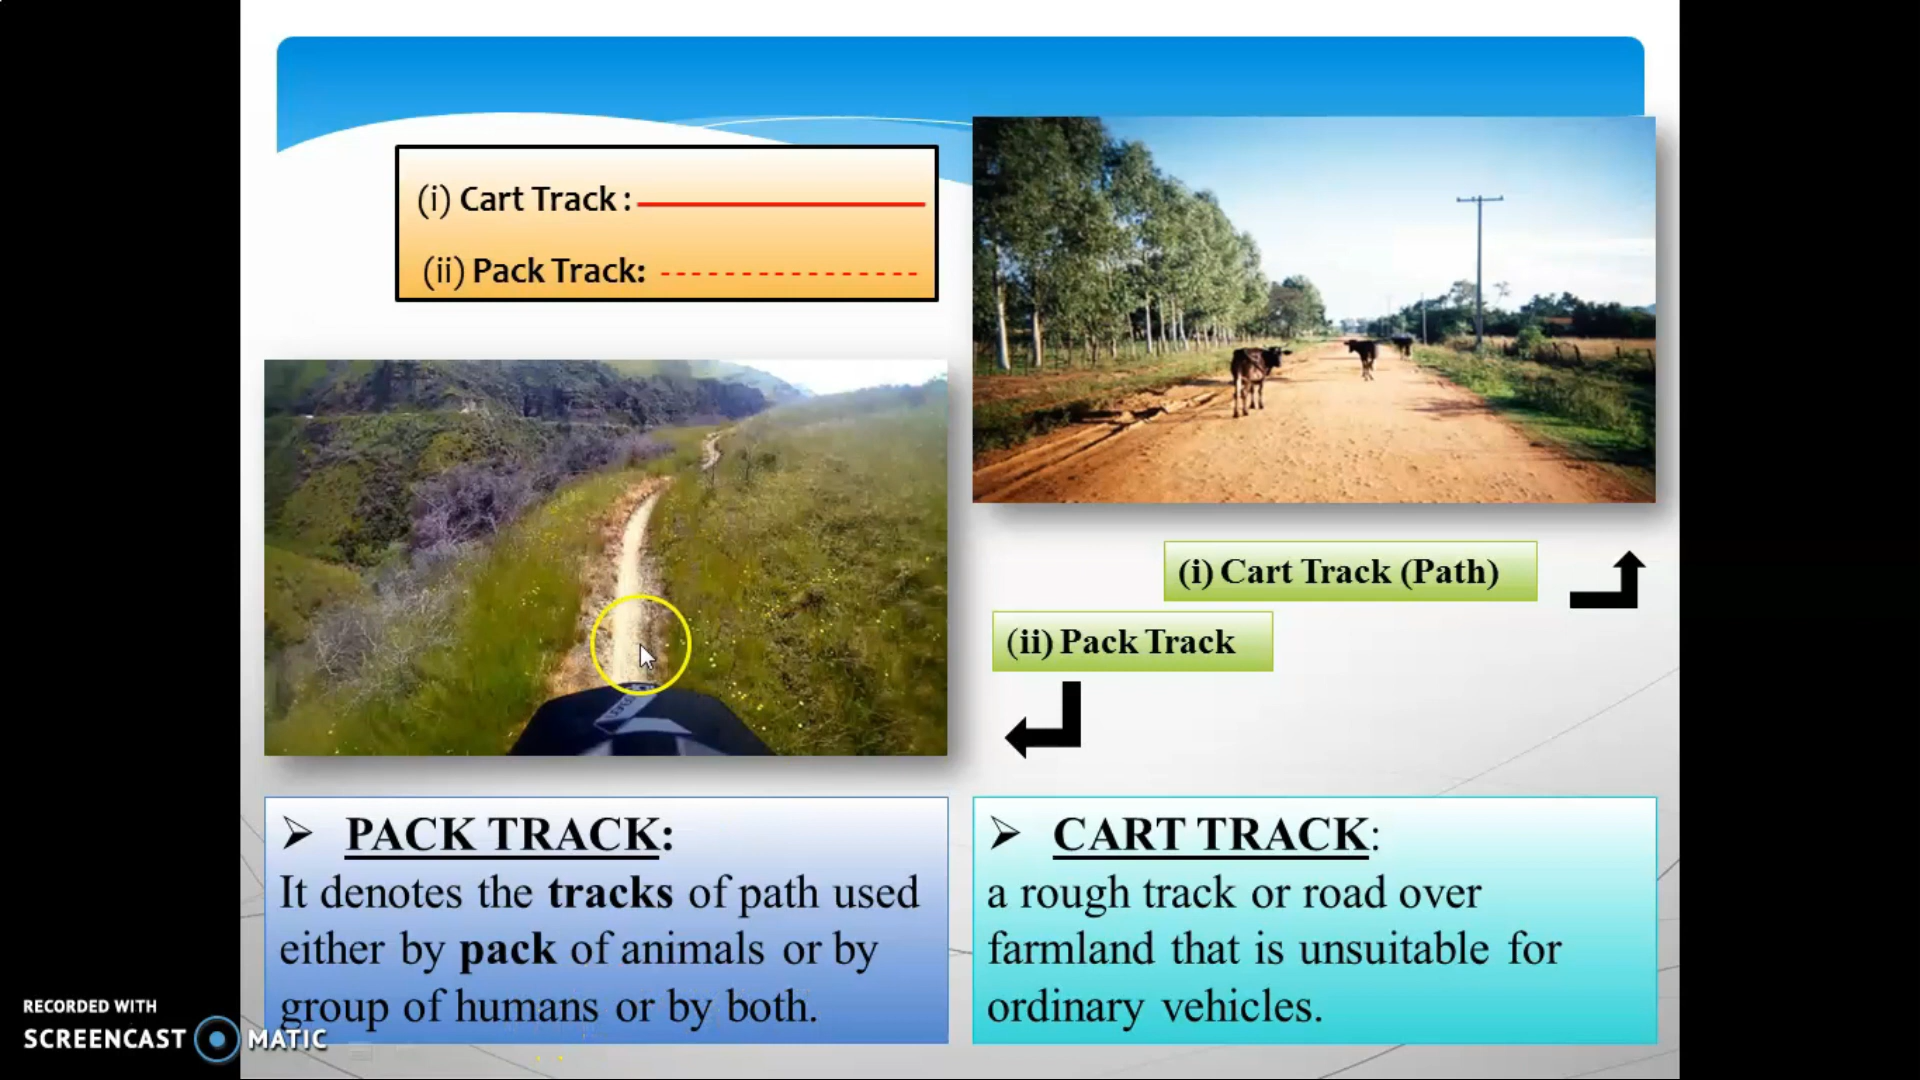 (i) Cart Track :
(ii) Pack Track:
(i) Cart Track (Path)
(ii) Pack Track
PACK TRACK:
It denotes the tracks of path used
either by pack of animals or by
group of humans or by both.
CART TRACK:
a rough track or road over
farmland that is unsuitable for
ordinary vehicles.
RECORDED WITH
SCREENCAST MATIC